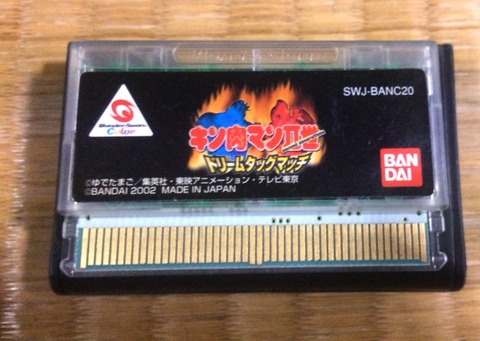 SWJ-BANC20
WonderSwan
Color
キン肉マンII世
ドリームタッグマッチ
BAN
DAI
©ゆでたまご/集英社・東映アニメーション・テレビ東京
©BANDAI 2002 MADE IN JAPAN